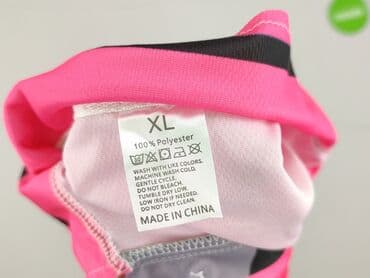 XL
100% Polyester
WASH WITH LIKE COLORS.
MACHINE WASH COLD.
GENTLE CYCLE.
DO NOT BLEACH.
TUMBLE DRY LOW.
LOW IRON IF NEEDED.
DO NOT DRY CLEAN.
MADE IN CHINA